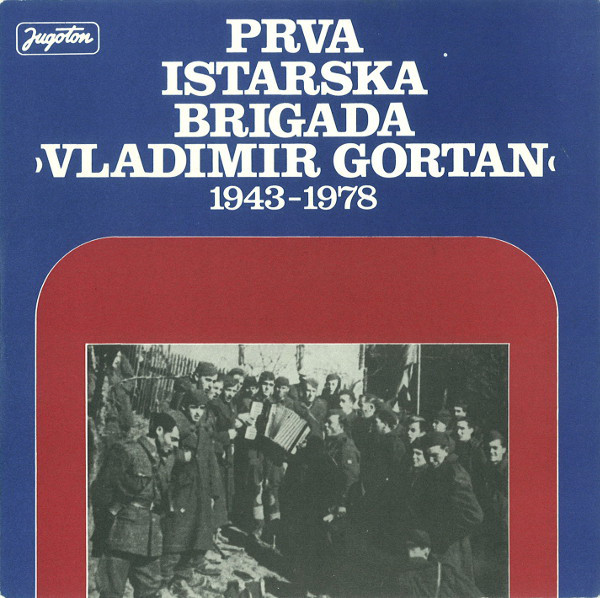 Jugoton
PRVA
ISTARSKA
BRIGADA
›VLADIMIR GORTAN‹
1943-1978